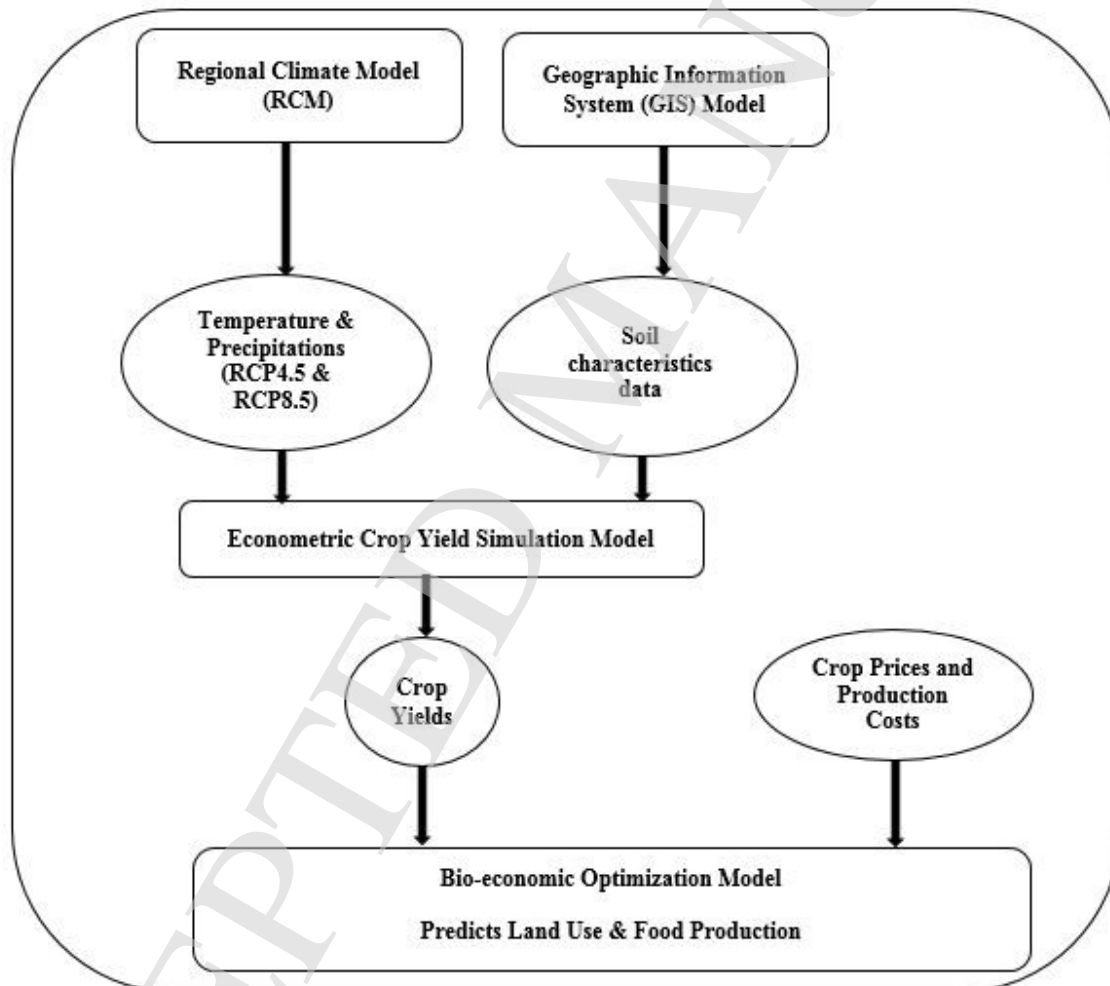 Regional Climate Model
(RCM)
Geographic Information
System (GIS) Model
Temperature &
Precipitations
(RCP4.5 &
RCP8.5)
Soil
characteristics
data
Econometric Crop Yield Simulation Model
Crop
Yields
Crop Prices and
Production
Costs
Bio-economic Optimization Model
Predicts Land Use & Food Production
EPTED MAN